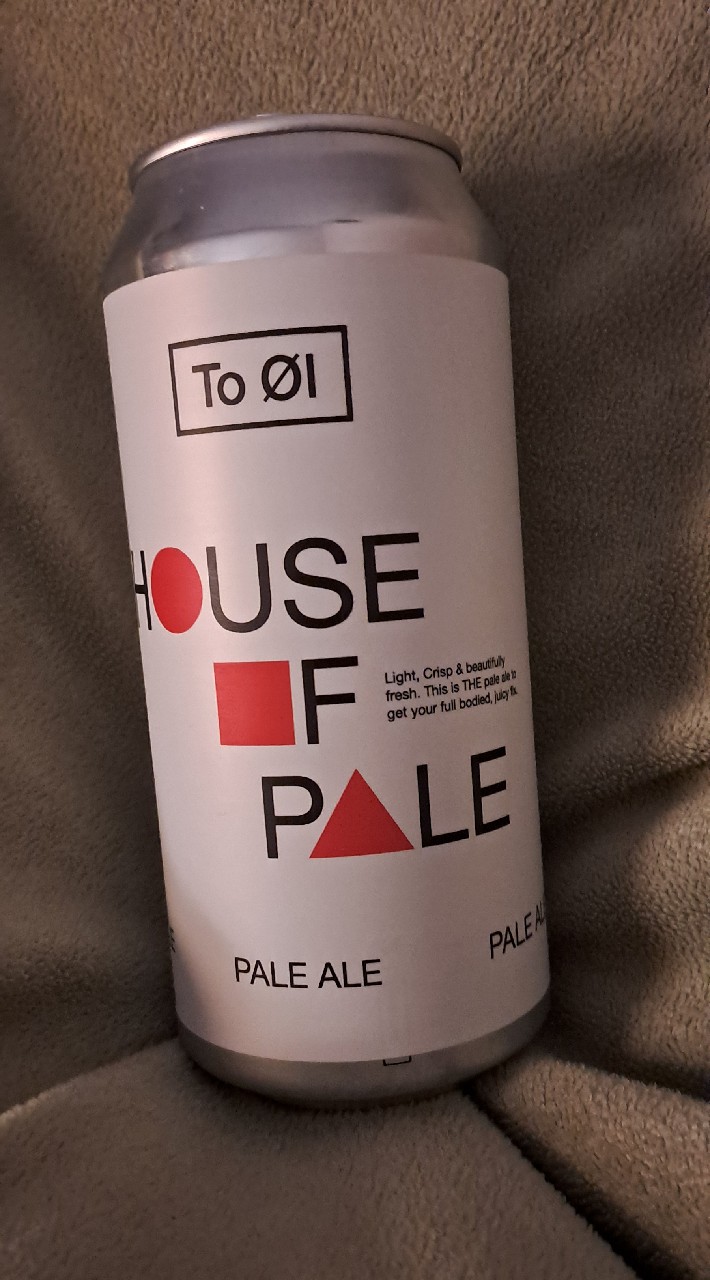 To Øl
HOUSE
OF
Light, Crisp & beautifully
fresh. This is THE pale ale to
get your full bodied, juicy fix.
PALE
PALE ALE
PALE AL